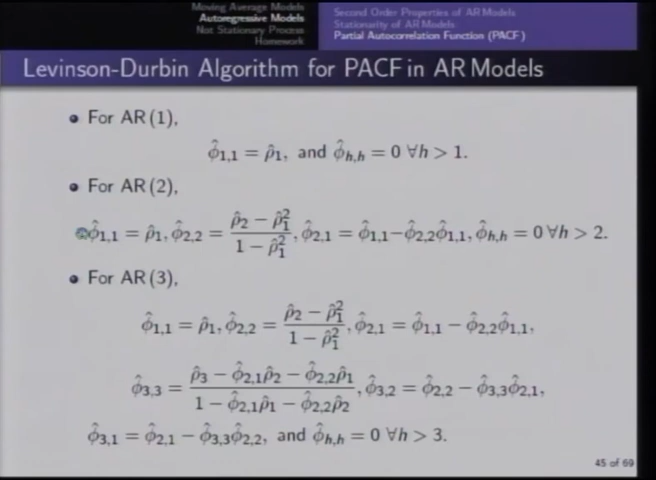 Moving Average Models
Autoregressive Models
Not Stationary Process
Homework
Second Order Properties of AR Models
Stationarity of AR Models
Partial Autocorrelation Function (PACF)
Levinson-Durbin Algorithm for PACF in AR Models
• For AR(1),
φ̂₁,₁ = ρ̂₁, and φ̂ₕ,ₕ = 0 ∀h > 1.
• For AR(2),
φ̂₁,₁ = ρ̂₁, φ̂₂,₂ = (ρ̂₂ − ρ̂₁²)/(1 − ρ̂₁²), φ̂₂,₁ = φ̂₁,₁ − φ̂₂,₂φ̂₁,₁, φ̂ₕ,ₕ = 0 ∀h > 2.
• For AR(3),
φ̂₁,₁ = ρ̂₁, φ̂₂,₂ = (ρ̂₂ − ρ̂₁²)/(1 − ρ̂₁²), φ̂₂,₁ = φ̂₁,₁ − φ̂₂,₂φ̂₁,₁,
φ̂₃,₃ = (ρ̂₃ − φ̂₂,₁ρ̂₂ − φ̂₂,₂ρ̂₁)/(1 − φ̂₂,₁ρ̂₁ − φ̂₂,₂ρ̂₂), φ̂₃,₂ = φ̂₂,₂ − φ̂₃,₃φ̂₂,₁,
φ̂₃,₁ = φ̂₂,₁ − φ̂₃,₃φ̂₂,₂, and φ̂ₕ,ₕ = 0 ∀h > 3.
45 of 69